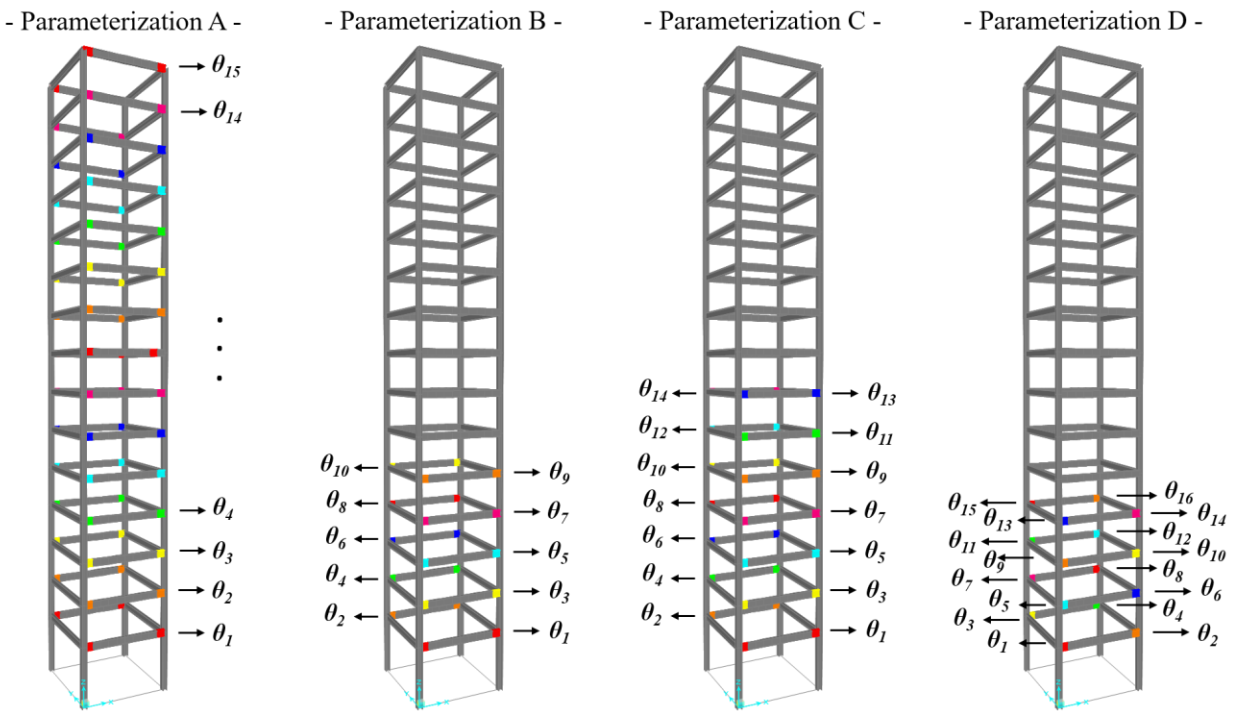 - Parameterization A -
θ15
θ14
θ4
θ3
θ2
θ1
- Parameterization B -
θ10 θ9
θ8 θ7
θ6 θ5
θ4 θ3
θ2 θ1
- Parameterization C -
θ14 θ13
θ12 θ11
θ10 θ9
θ8 θ7
θ6 θ5
θ4 θ3
θ2 θ1
- Parameterization D -
θ16
θ15 θ14
θ13 θ12
θ11 θ10
θ9 θ8
θ7 θ6
θ5 θ4
θ3 θ2
θ1